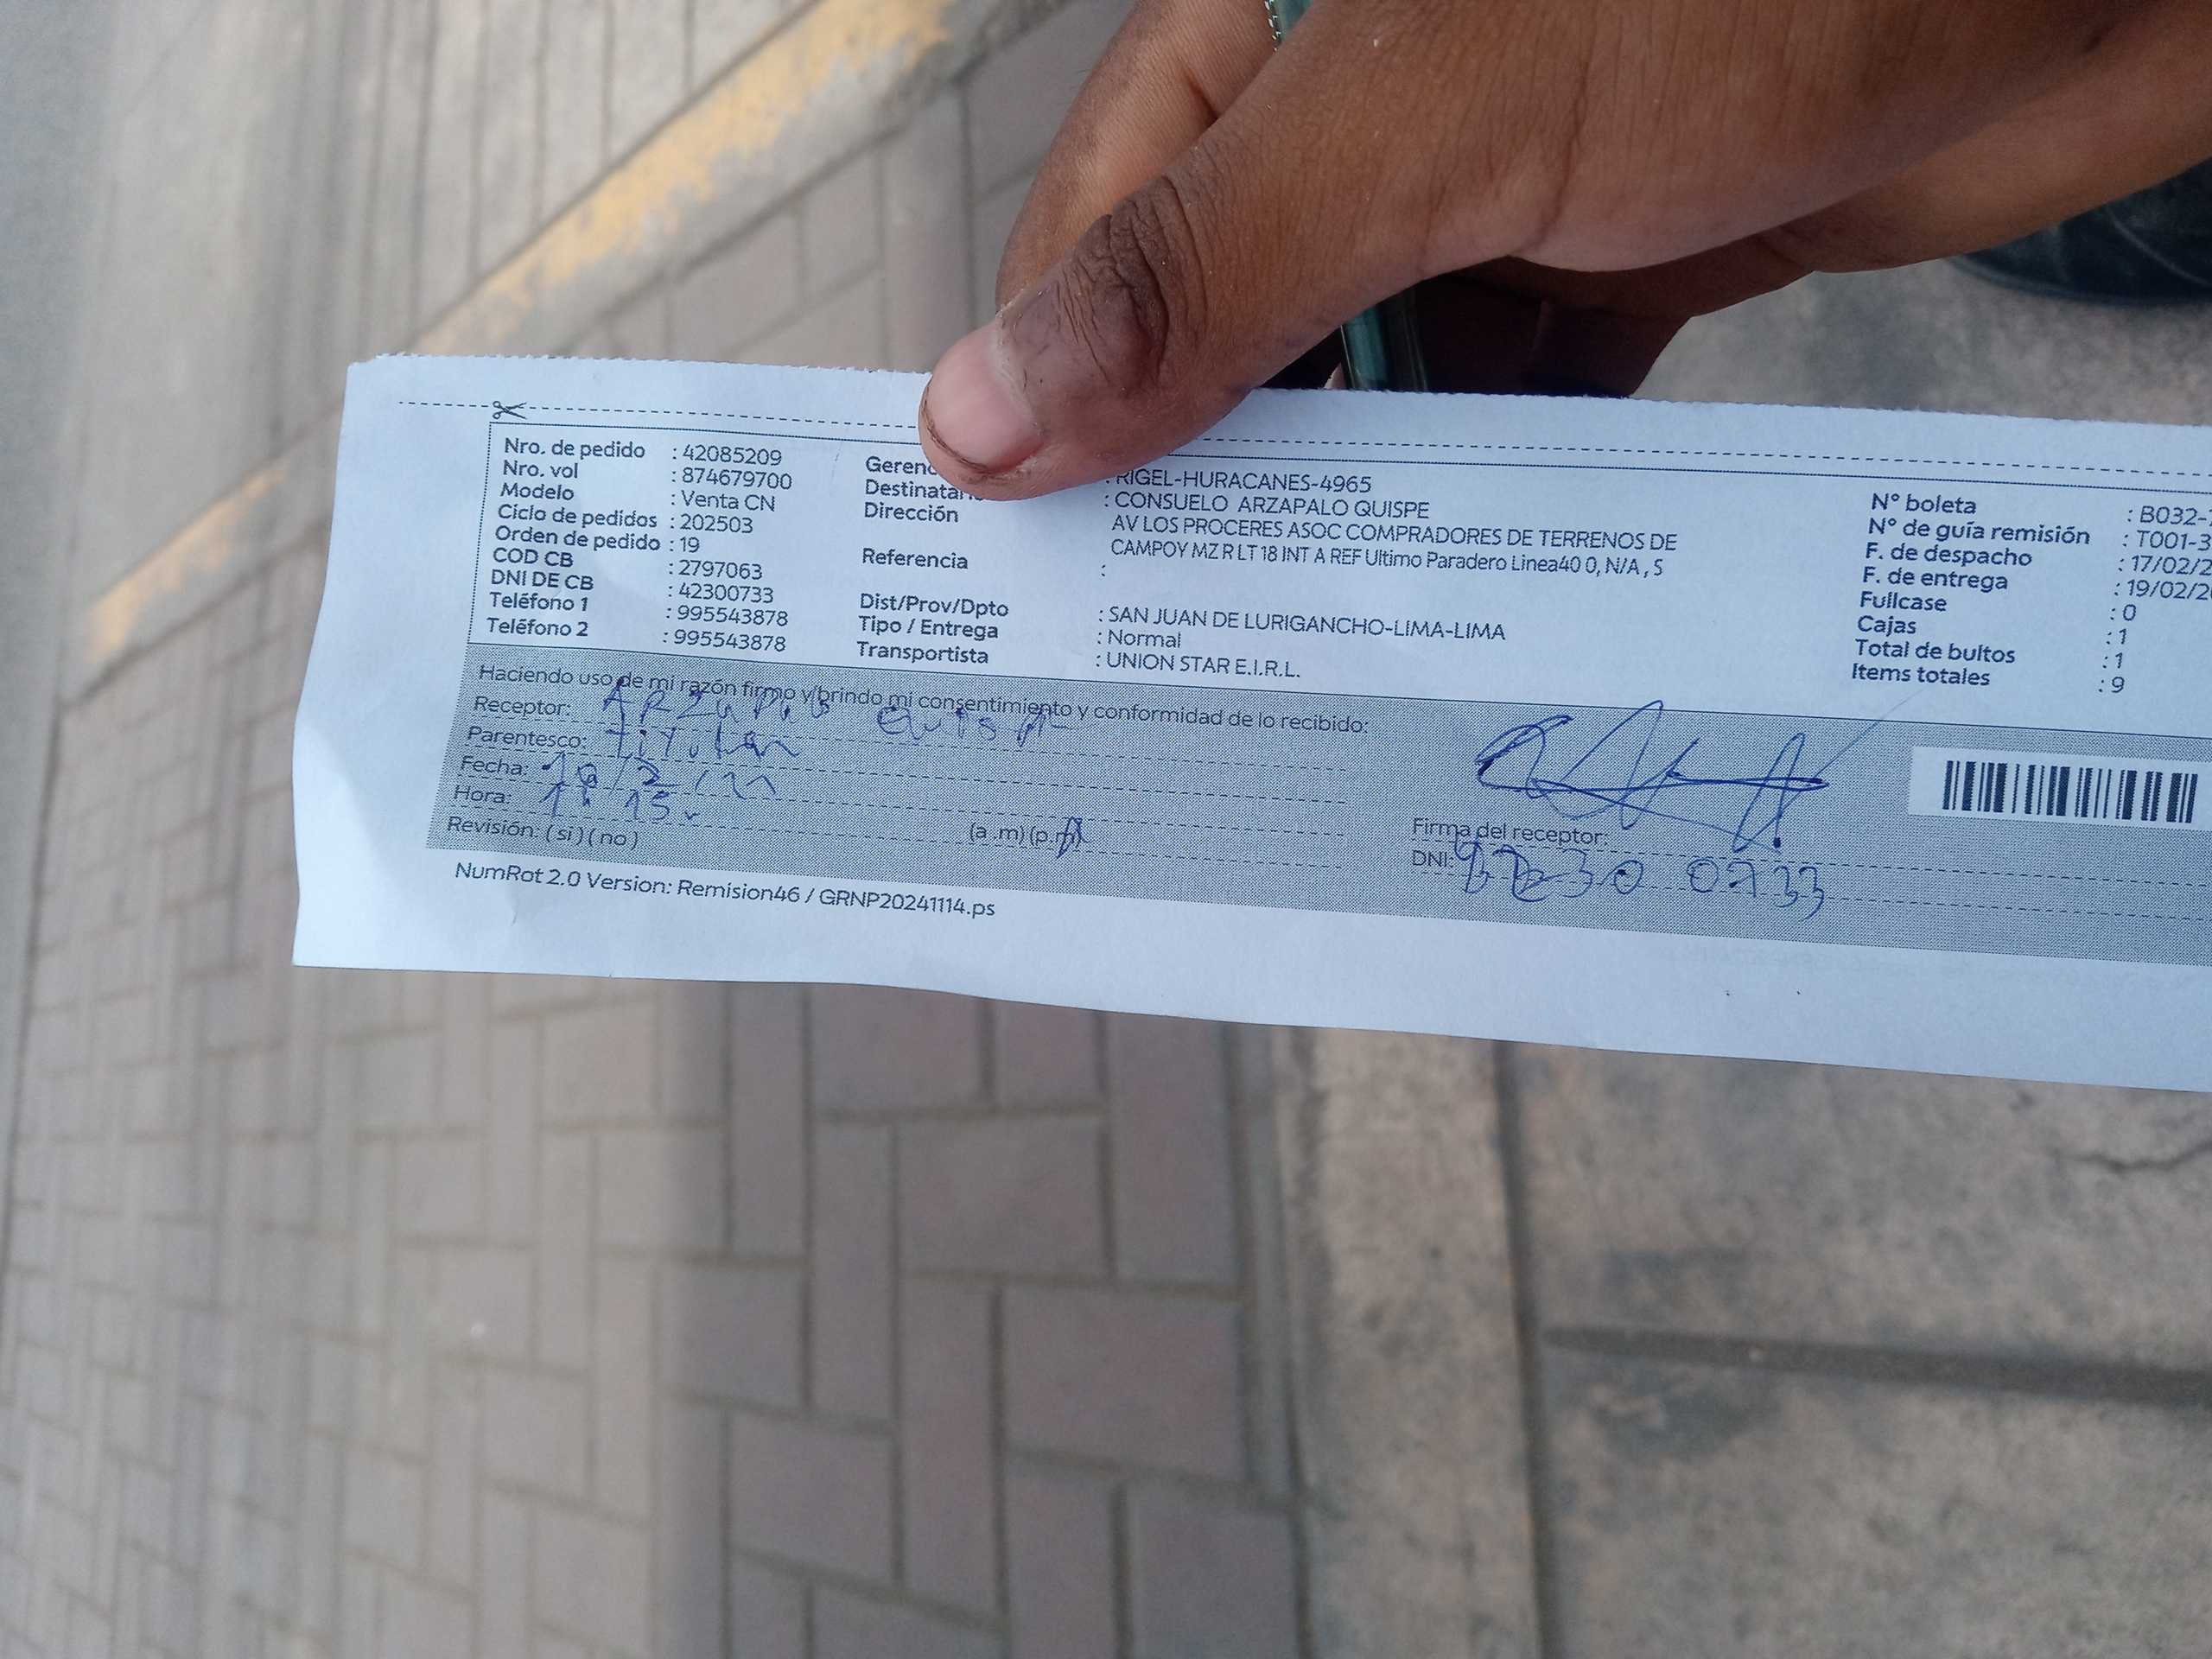 Nro. de pedido : 42085209
Nro. vol : 874679700
Modelo : Venta CN
Ciclo de pedidos : 202503
Orden de pedido : 19
COD CB : 2797063
DNI DE CB : 42300733
Teléfono 1 : 995543878
Teléfono 2 : 995543878
: RIGEL-HURACANES-4965
: CONSUELO ARZAPALO QUISPE
Dirección AV LOS PROCERES ASOC COMPRADORES DE TERRENOS DE
CAMPOY MZ R LT 18 INT A REF Ultimo Paradero Linea40 0, N/A , S
Referencia :
Dist/Prov/Dpto : SAN JUAN DE LURIGANCHO-LIMA-LIMA
Tipo / Entrega : Normal
Transportista : UNION STAR E.I.R.L.
N° boleta : B032-
N° de guía remisión : T001-3
F. de despacho : 17/02/2
F. de entrega : 19/02/2
Fullcase : 0
Cajas : 1
Total de bultos : 1
Items totales : 9
Haciendo uso de mi razón firmo y/brindo mi consentimiento y conformidad de lo recibido:
Receptor: ARZAPALO
Parentesco: Titular
Fecha:
Hora: (a .m) (p.m)
Revisión: ( si ) ( no )
Firma del receptor:
DNI: 42300733
NumRot 2.0 Version: Remision46 / GRNP20241114.ps